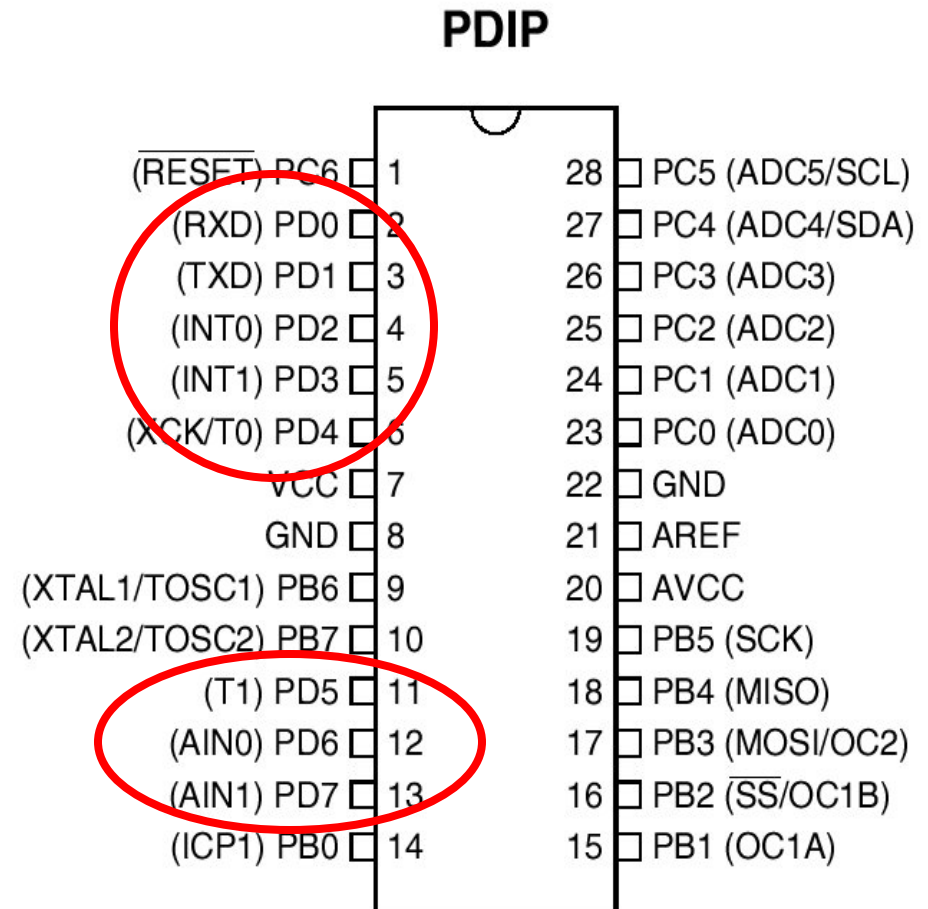 PDIP
(RESET) PC6 1 28 PC5 (ADC5/SCL)
(RXD) PD0 2 27 PC4 (ADC4/SDA)
(TXD) PD1 3 26 PC3 (ADC3)
(INT0) PD2 4 25 PC2 (ADC2)
(INT1) PD3 5 24 PC1 (ADC1)
(XCK/T0) PD4 6 23 PC0 (ADC0)
VCC 7 22 GND
GND 8 21 AREF
(XTAL1/TOSC1) PB6 9 20 AVCC
(XTAL2/TOSC2) PB7 10 19 PB5 (SCK)
(T1) PD5 11 18 PB4 (MISO)
(AIN0) PD6 12 17 PB3 (MOSI/OC2)
(AIN1) PD7 13 16 PB2 (SS/OC1B)
(ICP1) PB0 14 15 PB1 (OC1A)